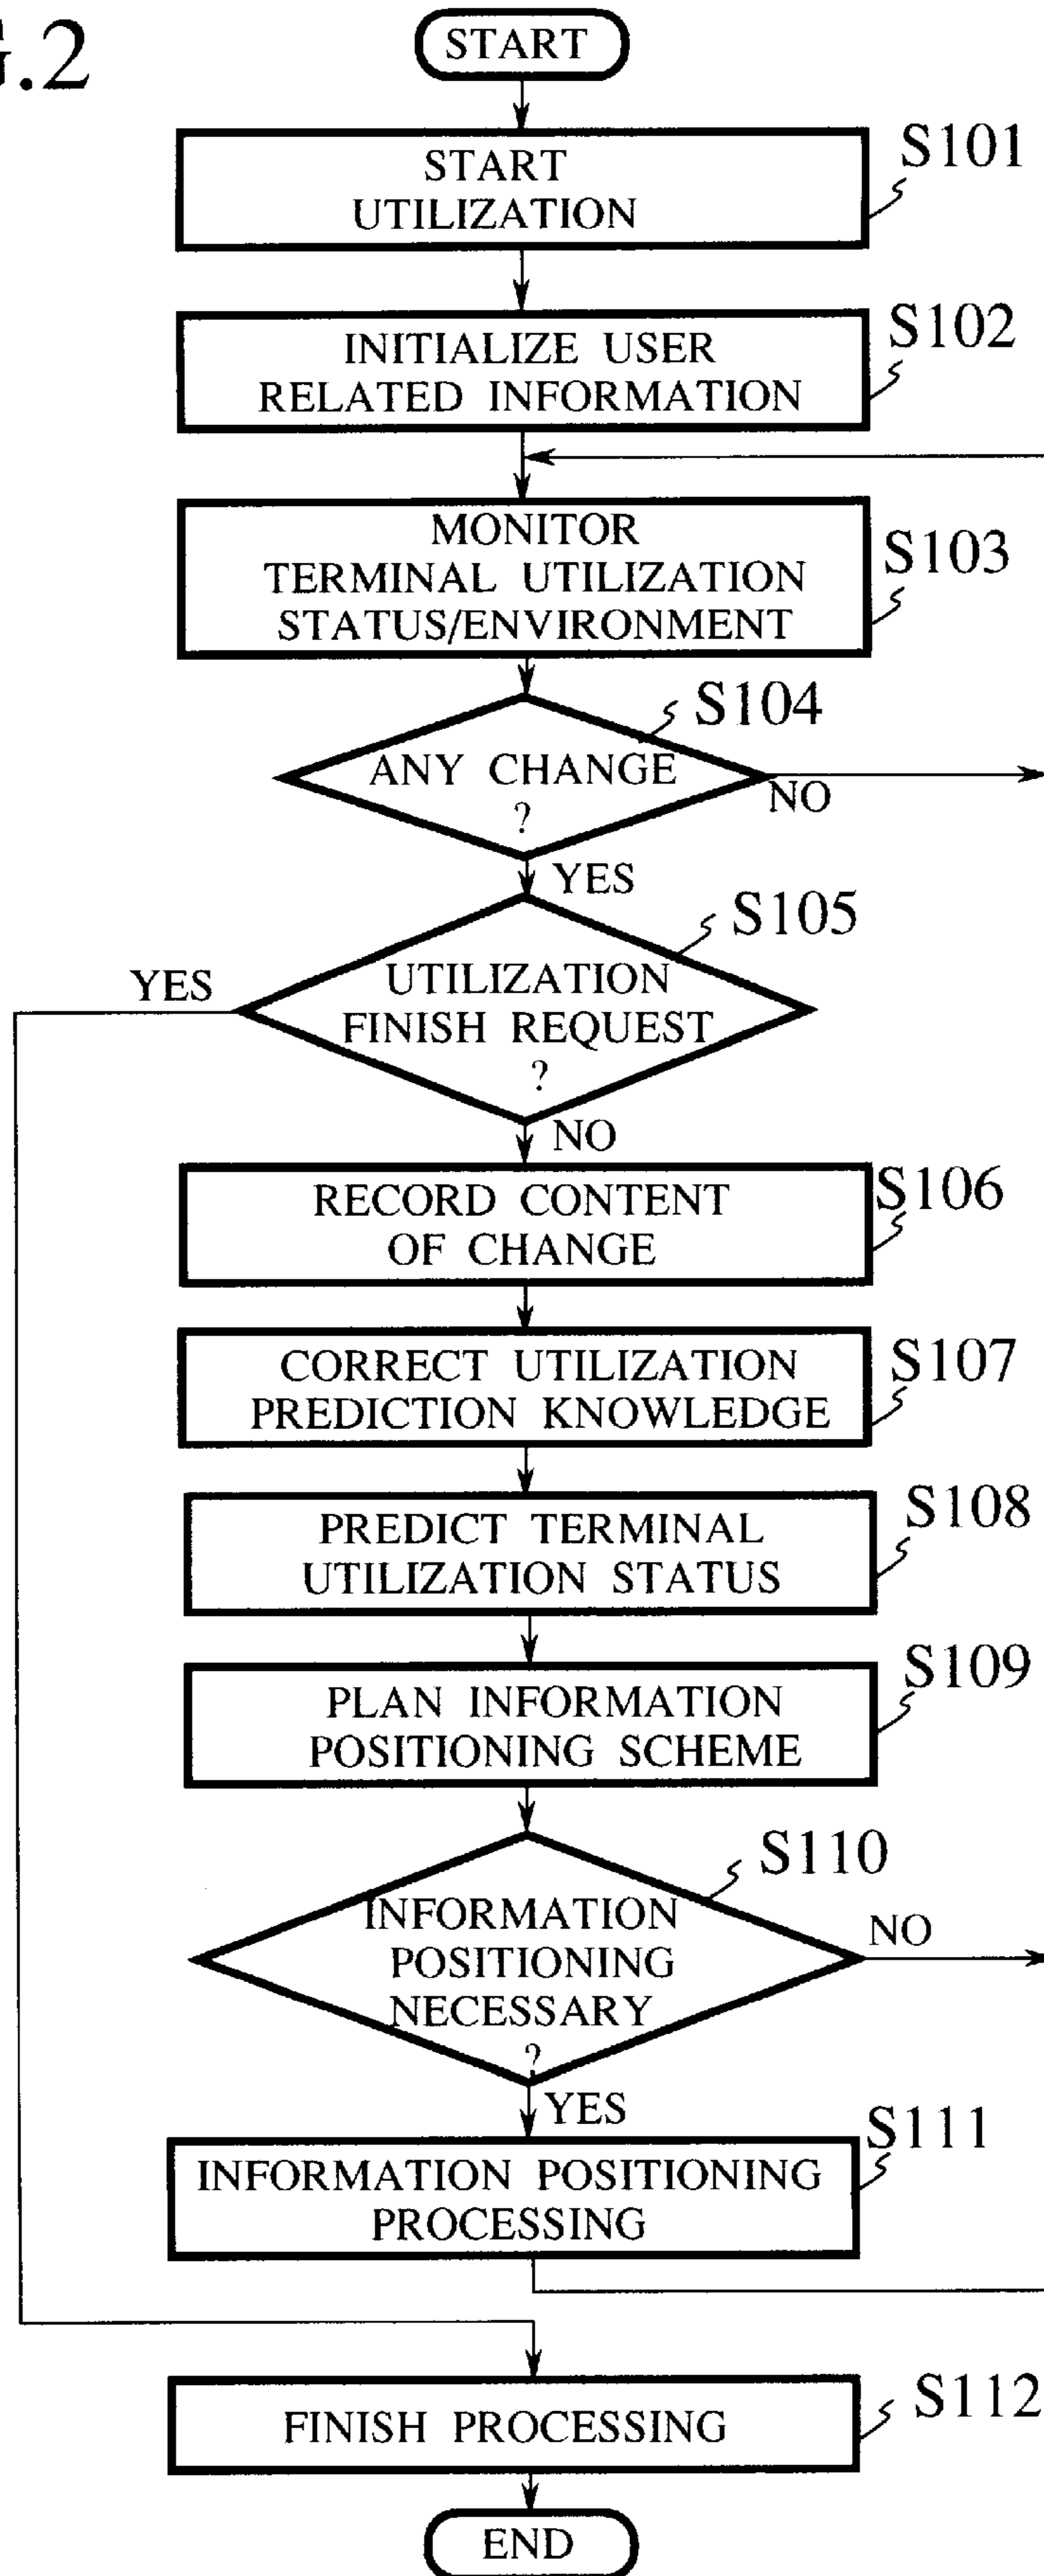 .2
START
START
UTILIZATION
S101
INITIALIZE USER
RELATED INFORMATION
S102
MONITOR
TERMINAL UTILIZATION
STATUS/ENVIRONMENT
S103
S104
ANY CHANGE
?
NO
YES
S105
YES
UTILIZATION
FINISH REQUEST
?
NO
RECORD CONTENT
OF CHANGE
S106
CORRECT UTILIZATION
PREDICTION KNOWLEDGE
S107
PREDICT TERMINAL
UTILIZATION STATUS
S108
PLAN INFORMATION
POSITIONING SCHEME
S109
S110
INFORMATION
POSITIONING
NECESSARY
?
NO
YES
S111
INFORMATION POSITIONING
PROCESSING
FINISH PROCESSING
S112
END